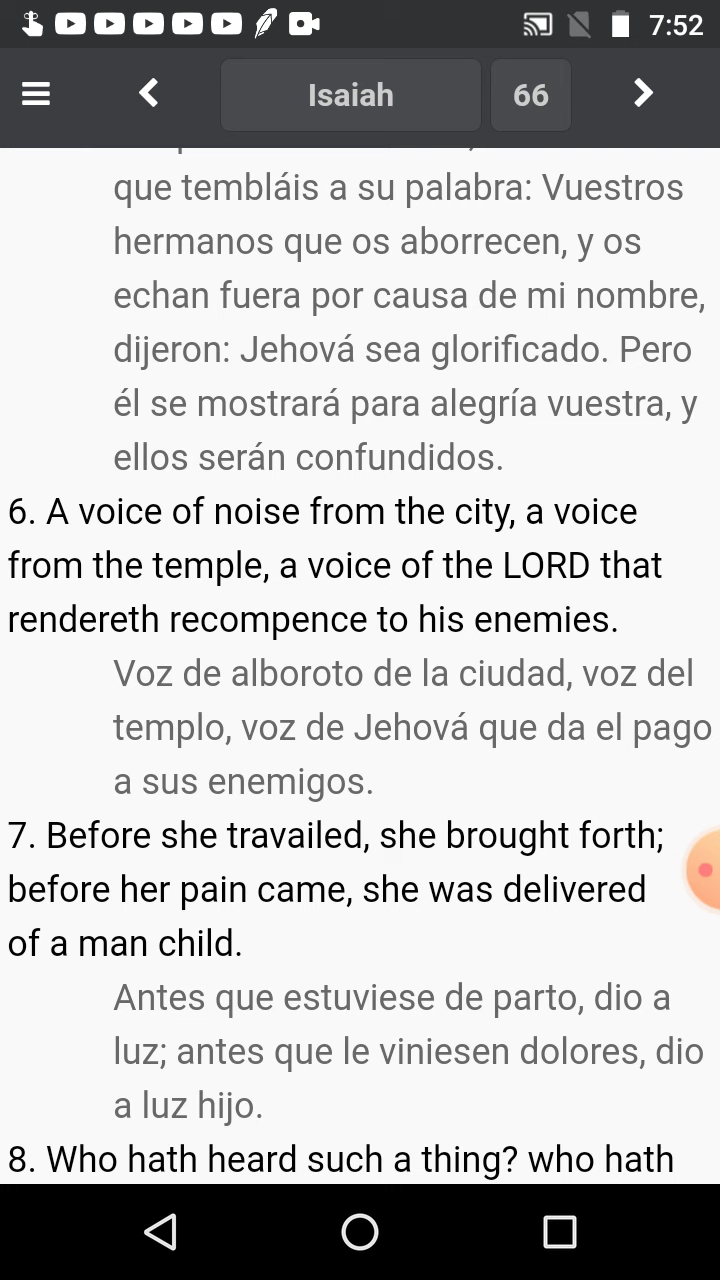 7:52
Isaiah
66
que tembláis a su palabra: Vuestros
hermanos que os aborrecen, y os
echan fuera por causa de mi nombre,
dijeron: Jehová sea glorificado. Pero
él se mostrará para alegría vuestra, y
ellos serán confundidos.
6. A voice of noise from the city, a voice
from the temple, a voice of the LORD that
rendereth recompence to his enemies.
Voz de alboroto de la ciudad, voz del
templo, voz de Jehová que da el pago
a sus enemigos.
7. Before she travailed, she brought forth;
before her pain came, she was delivered
of a man child.
Antes que estuviese de parto, dio a
luz; antes que le viniesen dolores, dio
a luz hijo.
8. Who hath heard such a thing? who hath